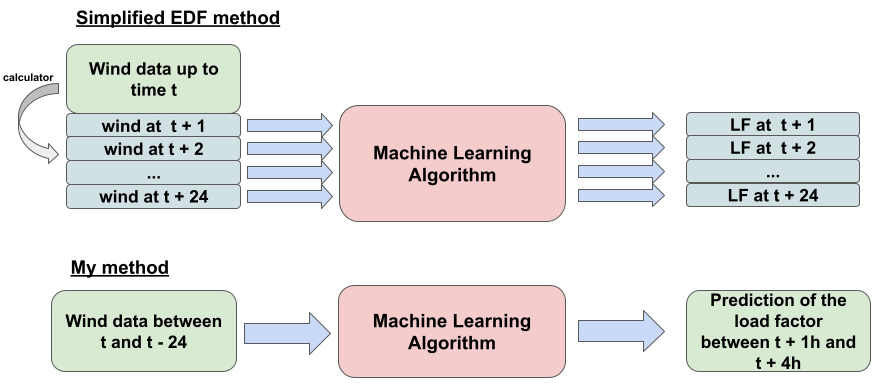 Simplified EDF method
calculator
Wind data up to
time t
wind at t + 1
wind at t + 2
...
wind at t + 24
Machine Learning
Algorithm
LF at t + 1
LF at t + 2
...
LF at t + 24
My method
Wind data between
t and t - 24
Machine Learning
Algorithm
Prediction of the
load factor
between t + 1h and
t + 4h